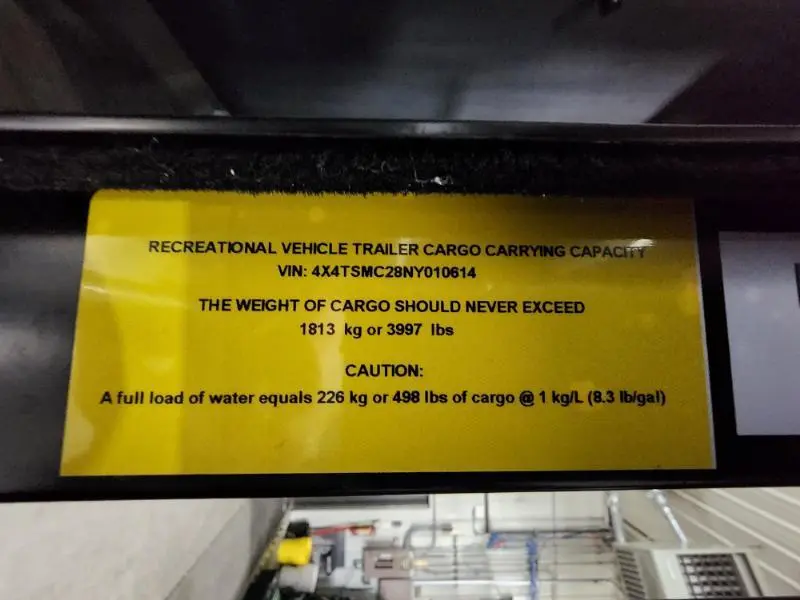 RECREATIONAL VEHICLE TRAILER CARGO CARRYING CAPACITY
VIN: 4X4TSMC28NY010614
THE WEIGHT OF CARGO SHOULD NEVER EXCEED
1813 kg or 3997 lbs
CAUTION:
A full load of water equals 226 kg or 498 lbs of cargo @ 1 kg/L (8.3 lb/gal)